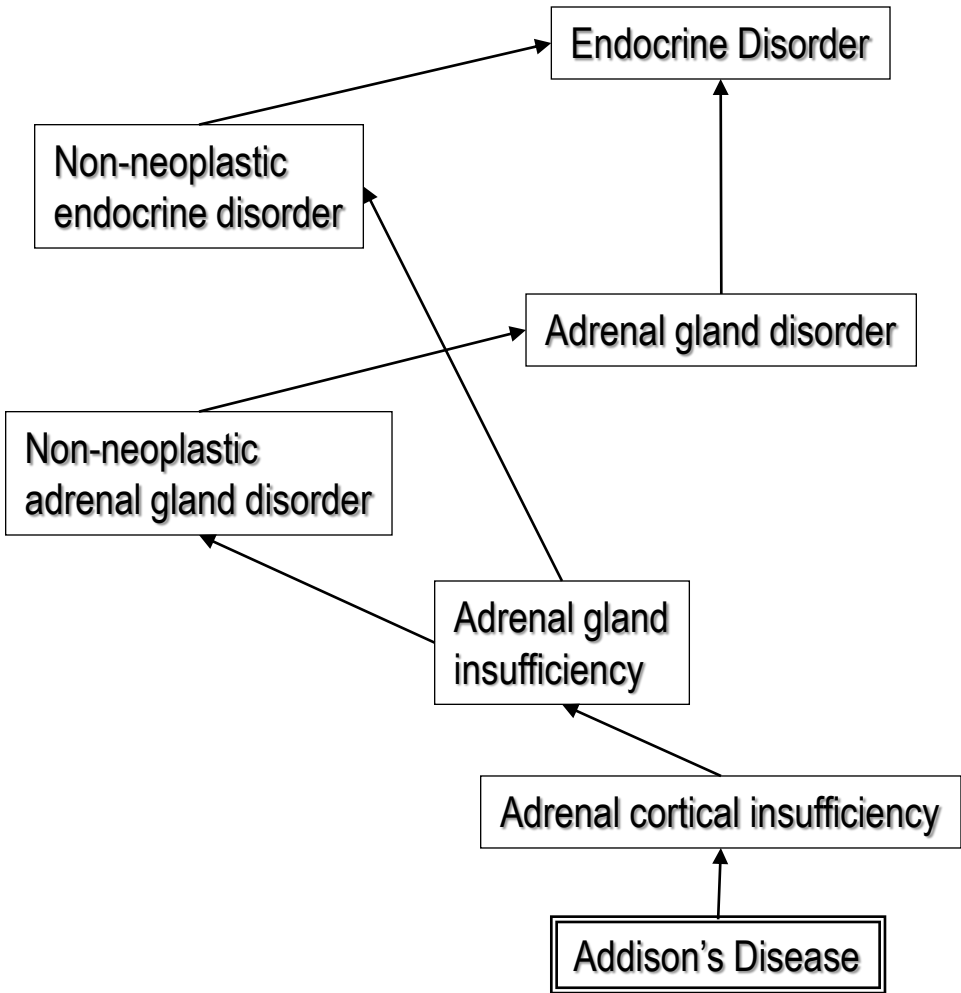 Endocrine Disorder
Non-neoplastic
endocrine disorder
Adrenal gland disorder
Non-neoplastic
adrenal gland disorder
Adrenal gland
insufficiency
Adrenal cortical insufficiency
Addison’s Disease